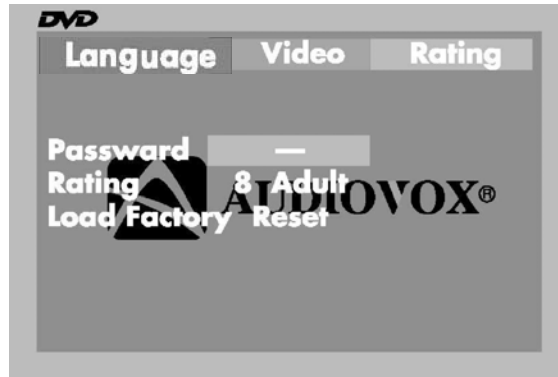 DVD
Language Video Rating
Passward —
Rating 8 Adult
AUDIOVOX®
Load Factory Reset